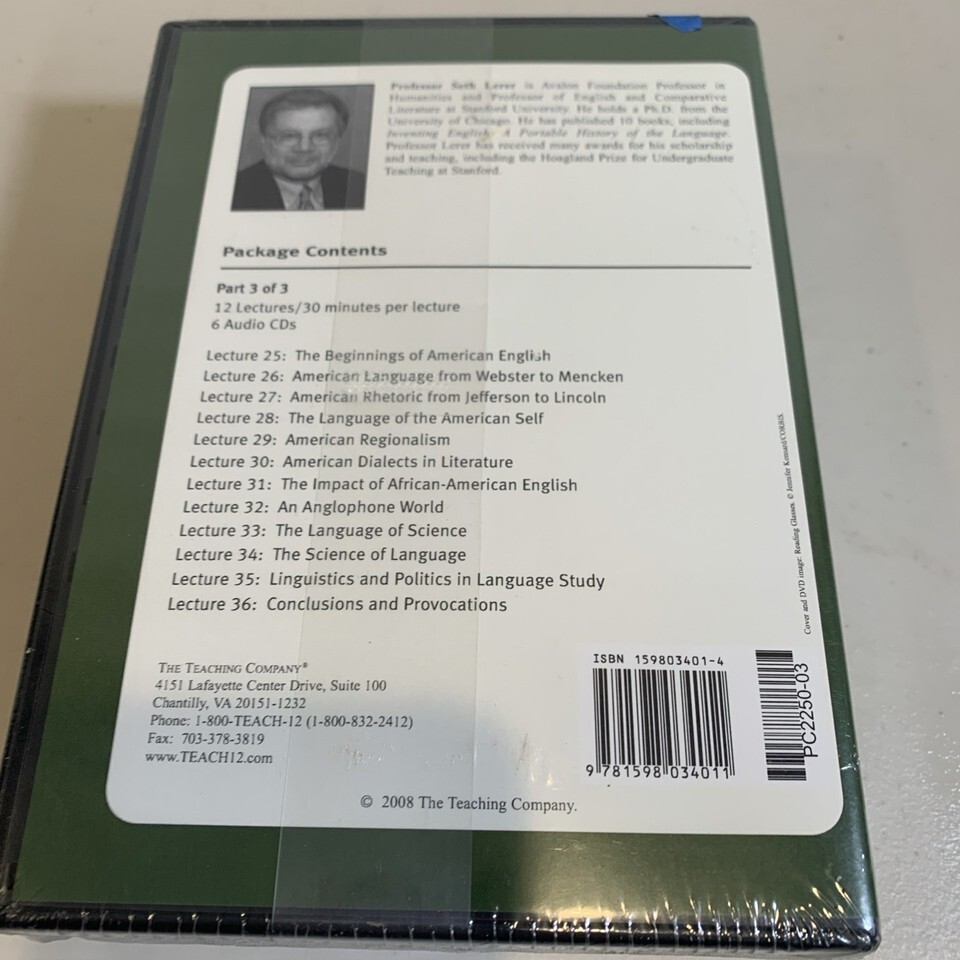 Professor Seth Lerer is Avalon Foundation Professor in
Humanities and Professor of English and Comparative
Literature at Stanford University. He holds a Ph.D. from the
University of Chicago. He has published 10 books, including
Inventing English: A Portable History of the Language.
Professor Lerer has received many awards for his scholarship
and teaching, including the Hoagland Prize for Undergraduate
Teaching at Stanford.
Package Contents
Part 3 of 3
12 Lectures/30 minutes per lecture
6 Audio CDs
Lecture 25: The Beginnings of American English
Lecture 26: American Language from Webster to Mencken
Lecture 27: American Rhetoric from Jefferson to Lincoln
Lecture 28: The Language of the American Self
Lecture 29: American Regionalism
Lecture 30: American Dialects in Literature
Lecture 31: The Impact of African-American English
Lecture 32: An Anglophone World
Lecture 33: The Language of Science
Lecture 34: The Science of Language
Lecture 35: Linguistics and Politics in Language Study
Lecture 36: Conclusions and Provocations
THE TEACHING COMPANY®
4151 Lafayette Center Drive, Suite 100
Chantilly, VA 20151-1232
Phone: 1-800-TEACH-12 (1-800-832-2412)
Fax: 703-378-3819
www.TEACH12.com
© 2008 The Teaching Company.
ISBN 159803401-4
9 781598 034011
PC2250-03
Cover and DVD image: Reading Glasses. © Jennifer Kennard/CORBIS.